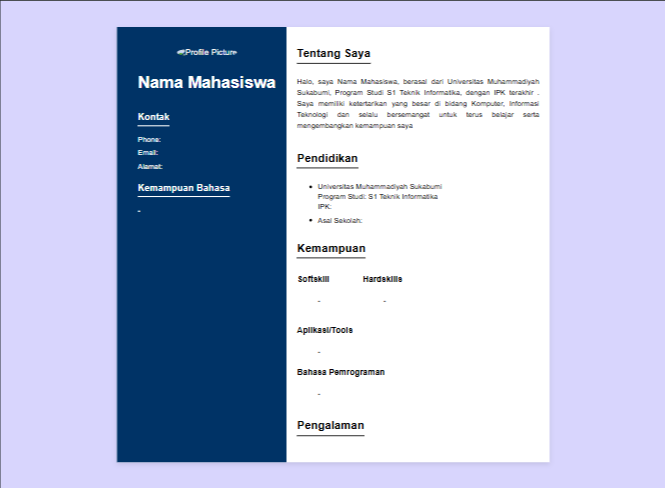 Profile Picture
Nama Mahasiswa
Kontak
Phone:
Email:
Alamat:
Kemampuan Bahasa
-
Tentang Saya
Halo, saya Nama Mahasiswa, berasal dari Universitas Muhammadiyah
Sukabumi, Program Studi S1 Teknik Informatika, dengan IPK terakhir .
Saya memiliki ketertarikan yang besar di bidang Komputer, Informasi
Teknologi dan selalu bersemangat untuk terus belajar serta
mengembangkan kemampuan saya
Pendidikan
• Universitas Muhammadiyah Sukabumi
Program Studi: S1 Teknik Informatika
IPK:
• Asal Sekolah:
Kemampuan
Softskill Hardskills
- -
Aplikasi/Tools
-
Bahasa Pemrograman
-
Pengalaman